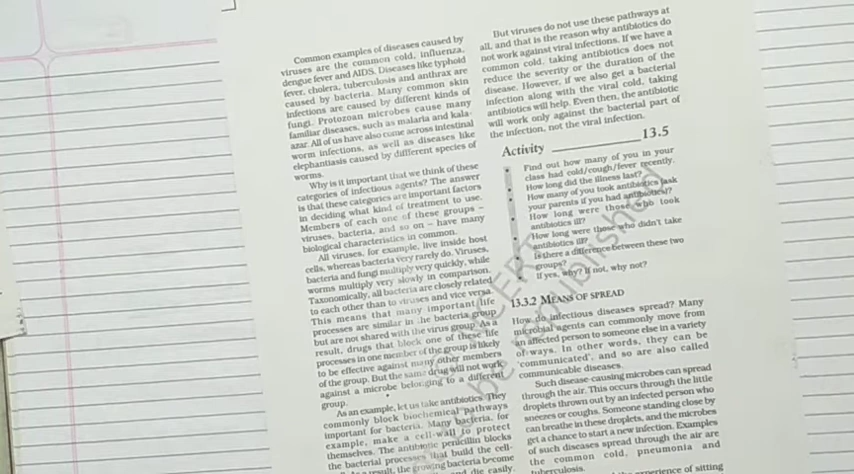 Common examples of diseases caused by
viruses are the common cold, influenza,
dengue fever and AIDS. Diseases like typhoid
fever, cholera, tuberculosis and anthrax are
caused by bacteria. Many common skin
infections are caused by different kinds of
fungi. Protozoan microbes cause many
familiar diseases, such as malaria and kala-
azar. All of us have also come across intestinal
worm infections, as well as diseases like
elephantiasis caused by diffferent species of
worms.
Why is it important that we think of these
categories of infectious agents? The answer
is that these categories are important factors
in deciding what kind of treatment to use.
Members of each one of these groups –
viruses, bacteria, and so on – have many
biological characteristics in common.
All viruses, for example, live inside host
cells, whereas bacteria very rarely do. Viruses,
bacteria and fungi multiply very quickly, while
worms multiply very slowly in comparison.
Taxonomically, all bacteria are closely related
to each other than to viruses and vice versa.
This means that many important life
processes are similar in the bacteria group
but are not shared with the virus group. As a
result, drugs that block one of these life
processes in one member of the group is likely
to be effective against many other members
of the group. But the same drug will not work
against a microbe belonging to a different
group.
As an example, let us take antibiotics. They
commonly block biochemical pathways
important for bacteria. Many bacteria, for
example, make a cell-wall to protect
themselves. The antibiotic penicillin blocks
the bacterial processes that build the cell-
result, the growing bacteria become
and die easily.
But viruses do not use these pathways at
all, and that is the reason why antibiotics do
not work against viral infections. If we have a
common cold, taking antibiotics does not
reduce the severity or the duration of the
disease. However, if we also get a bacterial
infection along with the viral cold, taking
antibiotics will help. Even then, the antibiotic
will work only against the bacterial part of
the infection, not the viral infection.
Activity 13.5
• Find out how many of you in your
class had cold/cough/fever recently.
• How long did the illness last?
• How many of you took antibiotics (ask
your parents if you had antibiotics)?
• How long were those who took
antibiotics ill?
• How long were those who didn't take
antibiotics ill?
• Is there a difference between these two
groups?
• If yes, why? If not, why not?
13.3.2 MEANS OF SPREAD
How do infectious diseases spread? Many
microbial agents can commonly move from
an affected person to someone else in a variety
of ways. In other words, they can be
'communicated', and so are also called
communicable diseases.
Such disease-causing microbes can spread
through the air. This occurs through the little
droplets thrown out by an infected person who
sneezes or coughs. Someone standing close by
can breathe in these droplets, and the microbes
get a chance to start a new infection. Examples
of such diseases spread through the air are
the common cold, pneumonia and
tuberculosis.
experience of sitting
NCERT
be republished